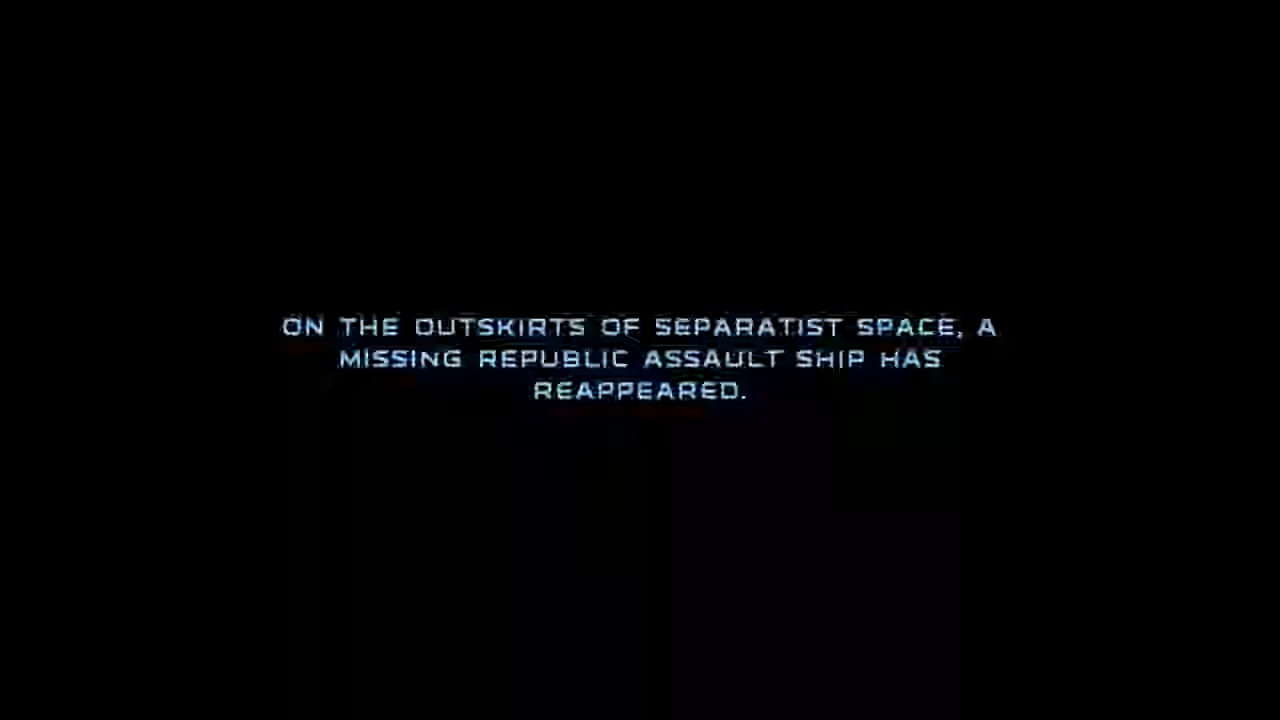 ON THE OUTSKIRTS OF SEPARATIST SPACE, A
MISSING REPUBLIC ASSAULT SHIP HAS
REAPPEARED.